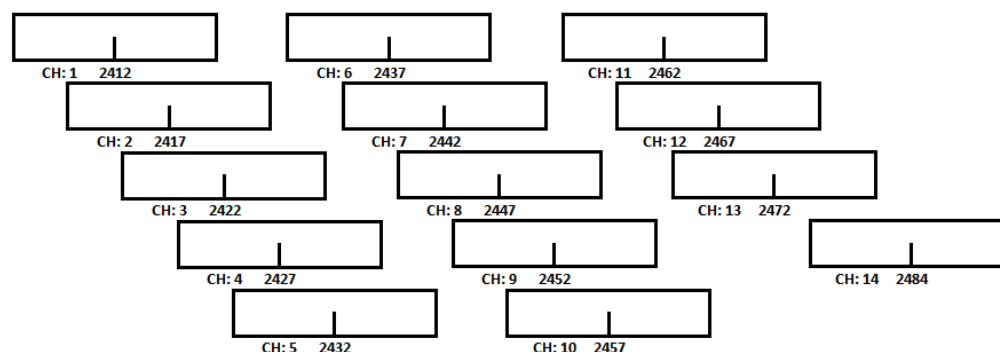 CH: 1 2412 CH: 6 2437 CH: 11 2462
CH: 2 2417 CH: 7 2442 CH: 12 2467
CH: 3 2422 CH: 8 2447 CH: 13 2472
CH: 4 2427 CH: 9 2452 CH: 14 2484
CH: 5 2432 CH: 10 2457